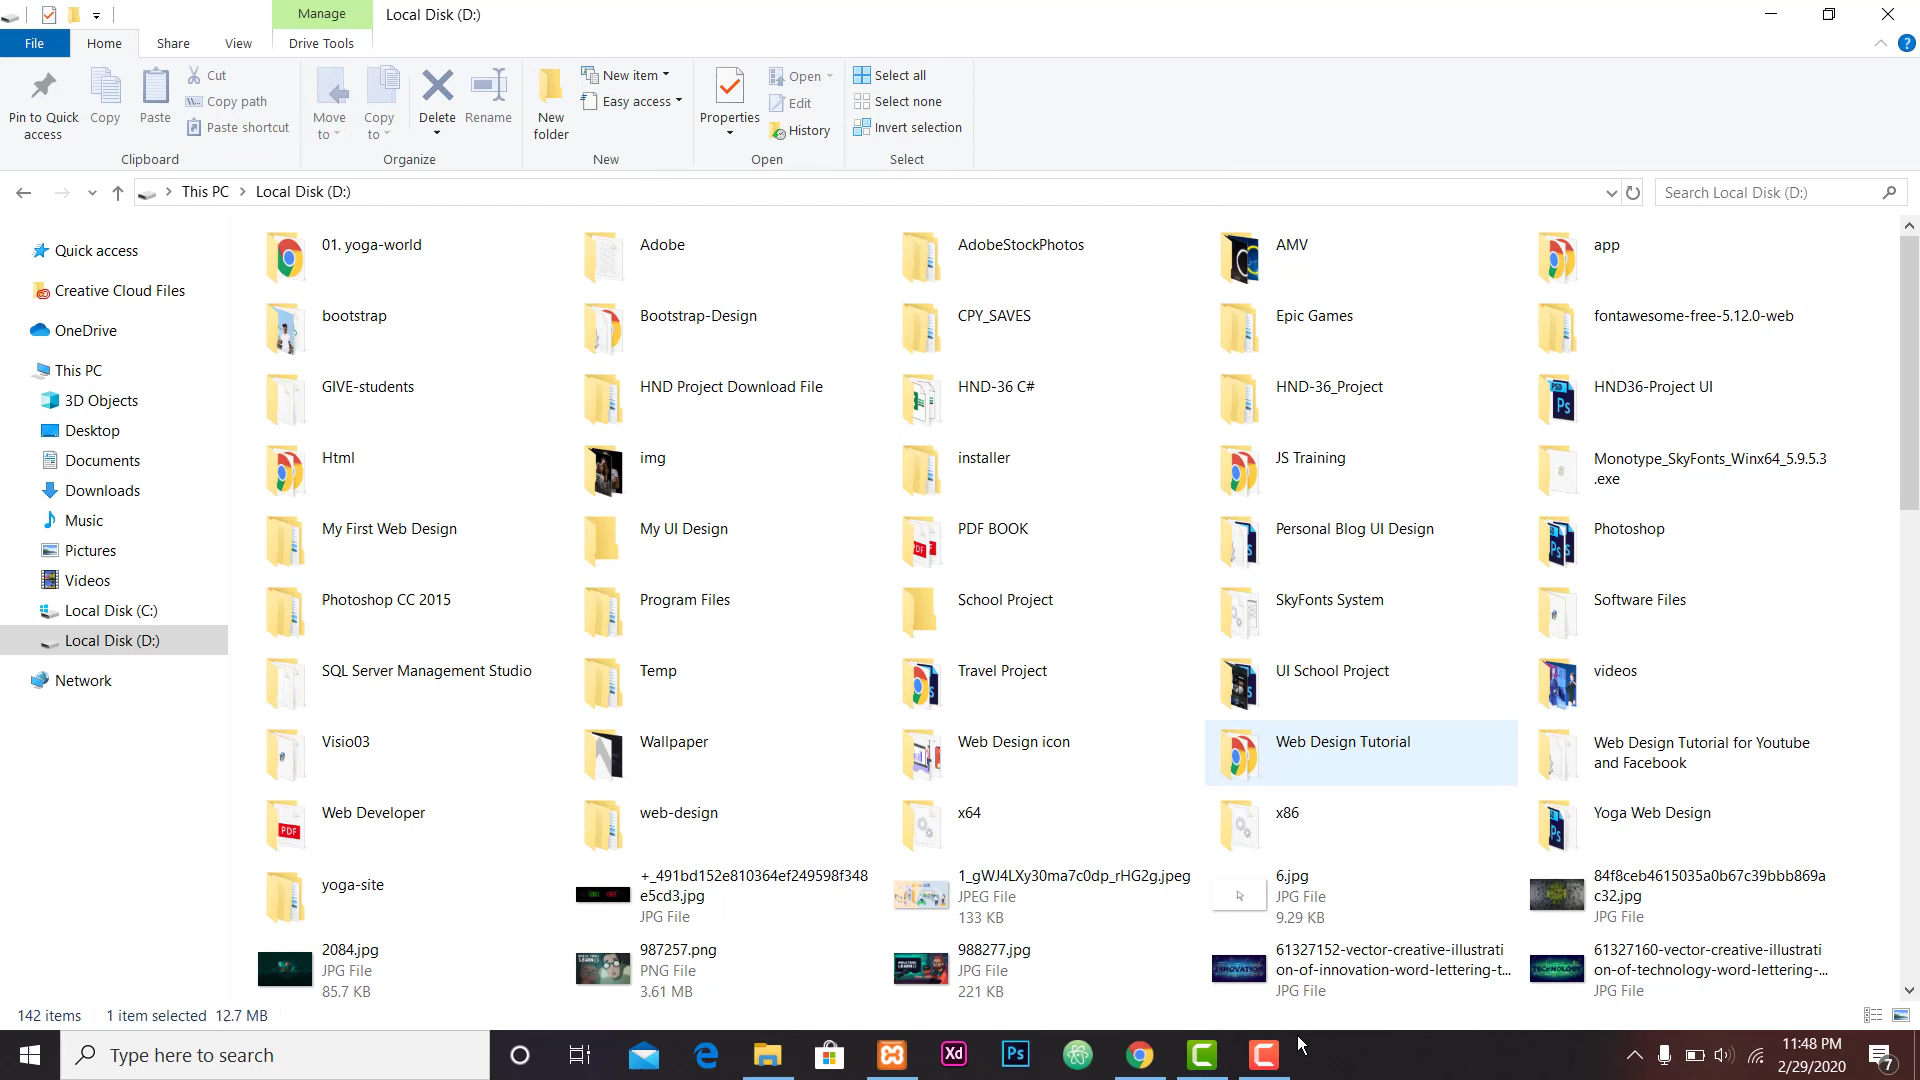 Manage
Local Disk (D:)
File
Home
Share
View
Drive Tools
Pin to Quick
access
Copy
Paste
Cut
Copy path
Paste shortcut
Clipboard
Move
to
Copy
to
Delete
Rename
Organize
New
folder
New item
Easy access
New
Properties
Open
Edit
History
Open
Select all
Select none
Invert selection
Select
This PC
Local Disk (D:)
Search Local Disk (D:)
Quick access
Creative Cloud Files
OneDrive
This PC
3D Objects
Desktop
Documents
Downloads
Music
Pictures
Videos
Local Disk (C:)
Local Disk (D:)
Network
01. yoga-world
Adobe
AdobeStockPhotos
AMV
app
bootstrap
Bootstrap-Design
CPY_SAVES
Epic Games
fontawesome-free-5.12.0-web
GIVE-students
HND Project Download File
HND-36 C#
HND-36_Project
HND36-Project UI
Html
img
installer
JS Training
Monotype_SkyFonts_Winx64_5.9.5.3
.exe
My First Web Design
My UI Design
PDF BOOK
Personal Blog UI Design
Photoshop
Photoshop CC 2015
Program Files
School Project
SkyFonts System
Software Files
SQL Server Management Studio
Temp
Travel Project
UI School Project
videos
Visio03
Wallpaper
Web Design icon
Web Design Tutorial
Web Design Tutorial for Youtube
and Facebook
Web Developer
web-design
x64
x86
Yoga Web Design
yoga-site
+_491bd152e810364ef249598f348
e5cd3.jpg
JPG File
1_gWJ4LXy30ma7c0dp_rHG2g.jpeg
JPEG File
133 KB
6.jpg
JPG File
9.29 KB
84f8ceb4615035a0b67c39bbb869a
c32.jpg
JPG File
2084.jpg
JPG File
85.7 KB
987257.png
PNG File
3.61 MB
988277.jpg
JPG File
221 KB
61327152-vector-creative-illustrati
on-of-innovation-word-lettering-t...
JPG File
61327160-vector-creative-illustrati
on-of-technology-word-lettering-...
JPG File
142 items
1 item selected
12.7 MB
Type here to search
Xd
Ps
11:48 PM
2/29/2020
7